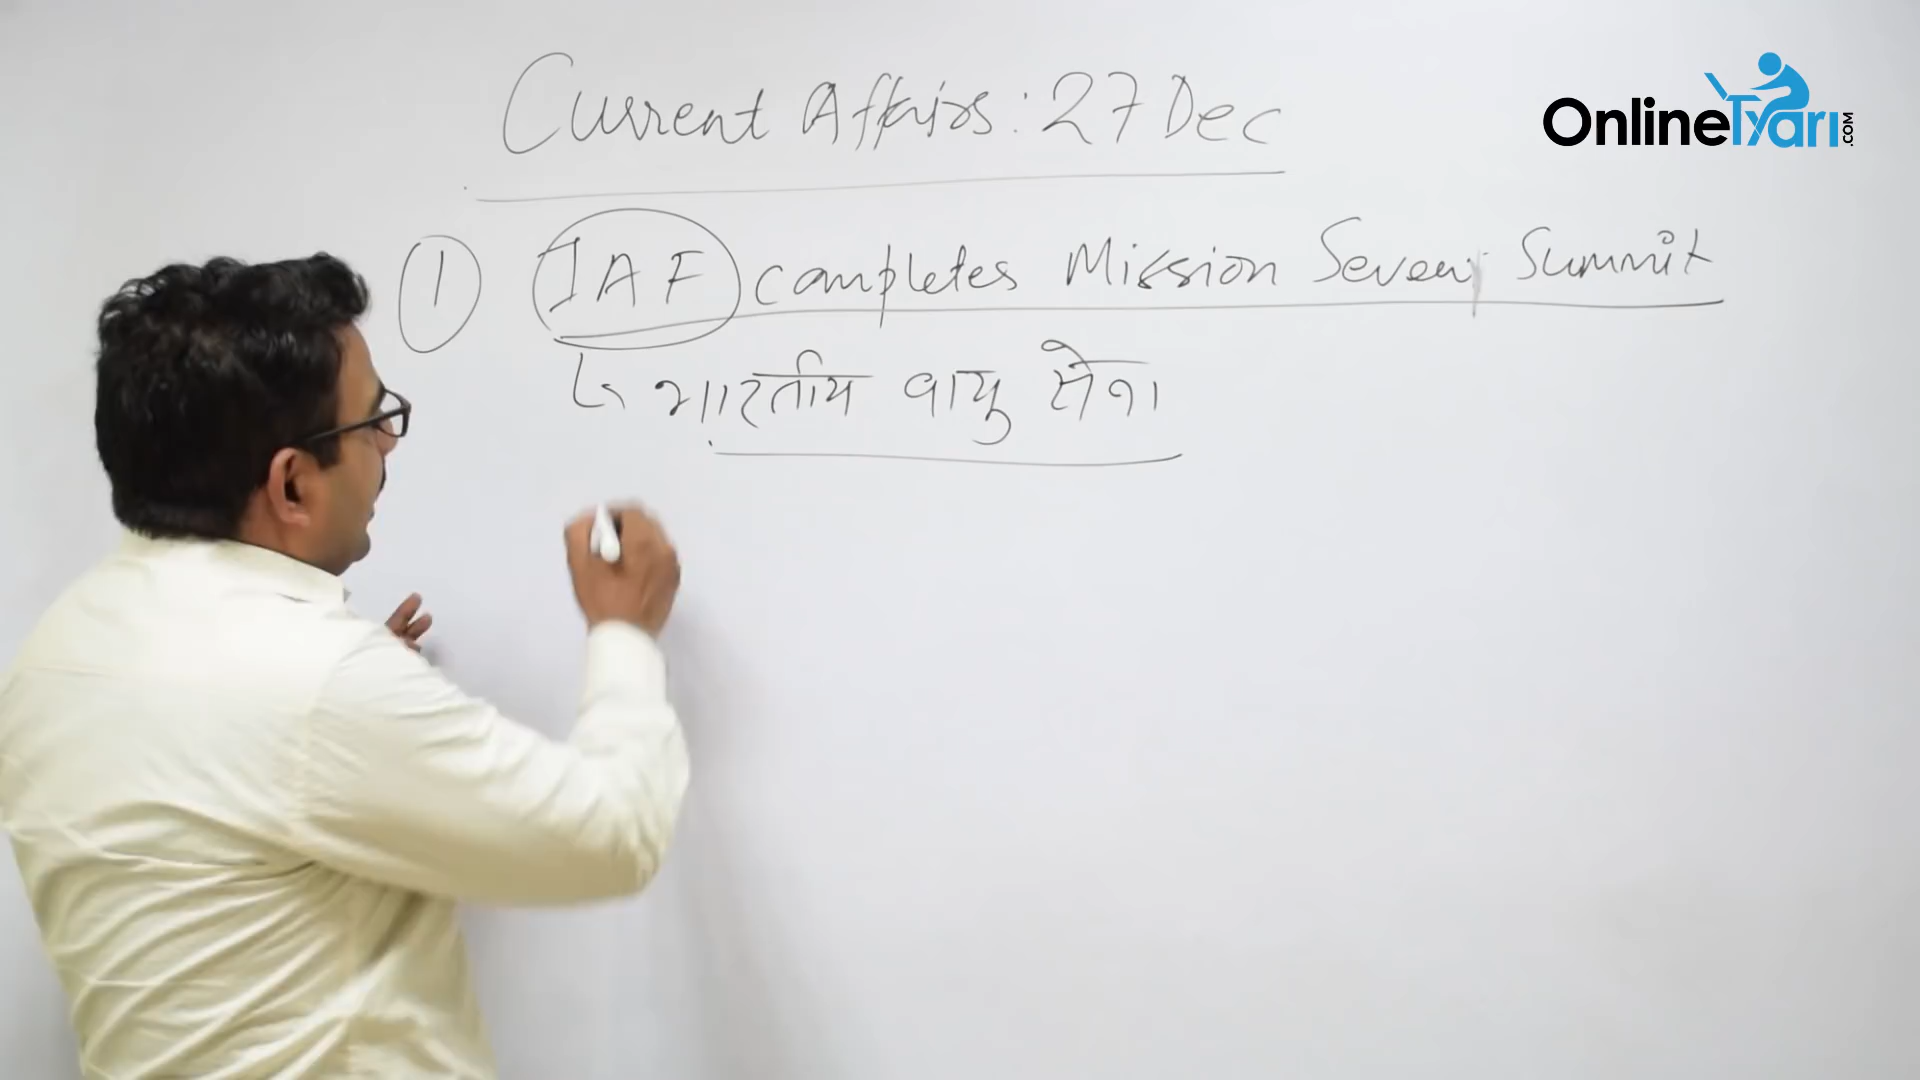 Current Affairs : 27 Dec
OnlineTyari.COM
1 IAF completes Mission Seven Summit
भारतीय वायु सेना